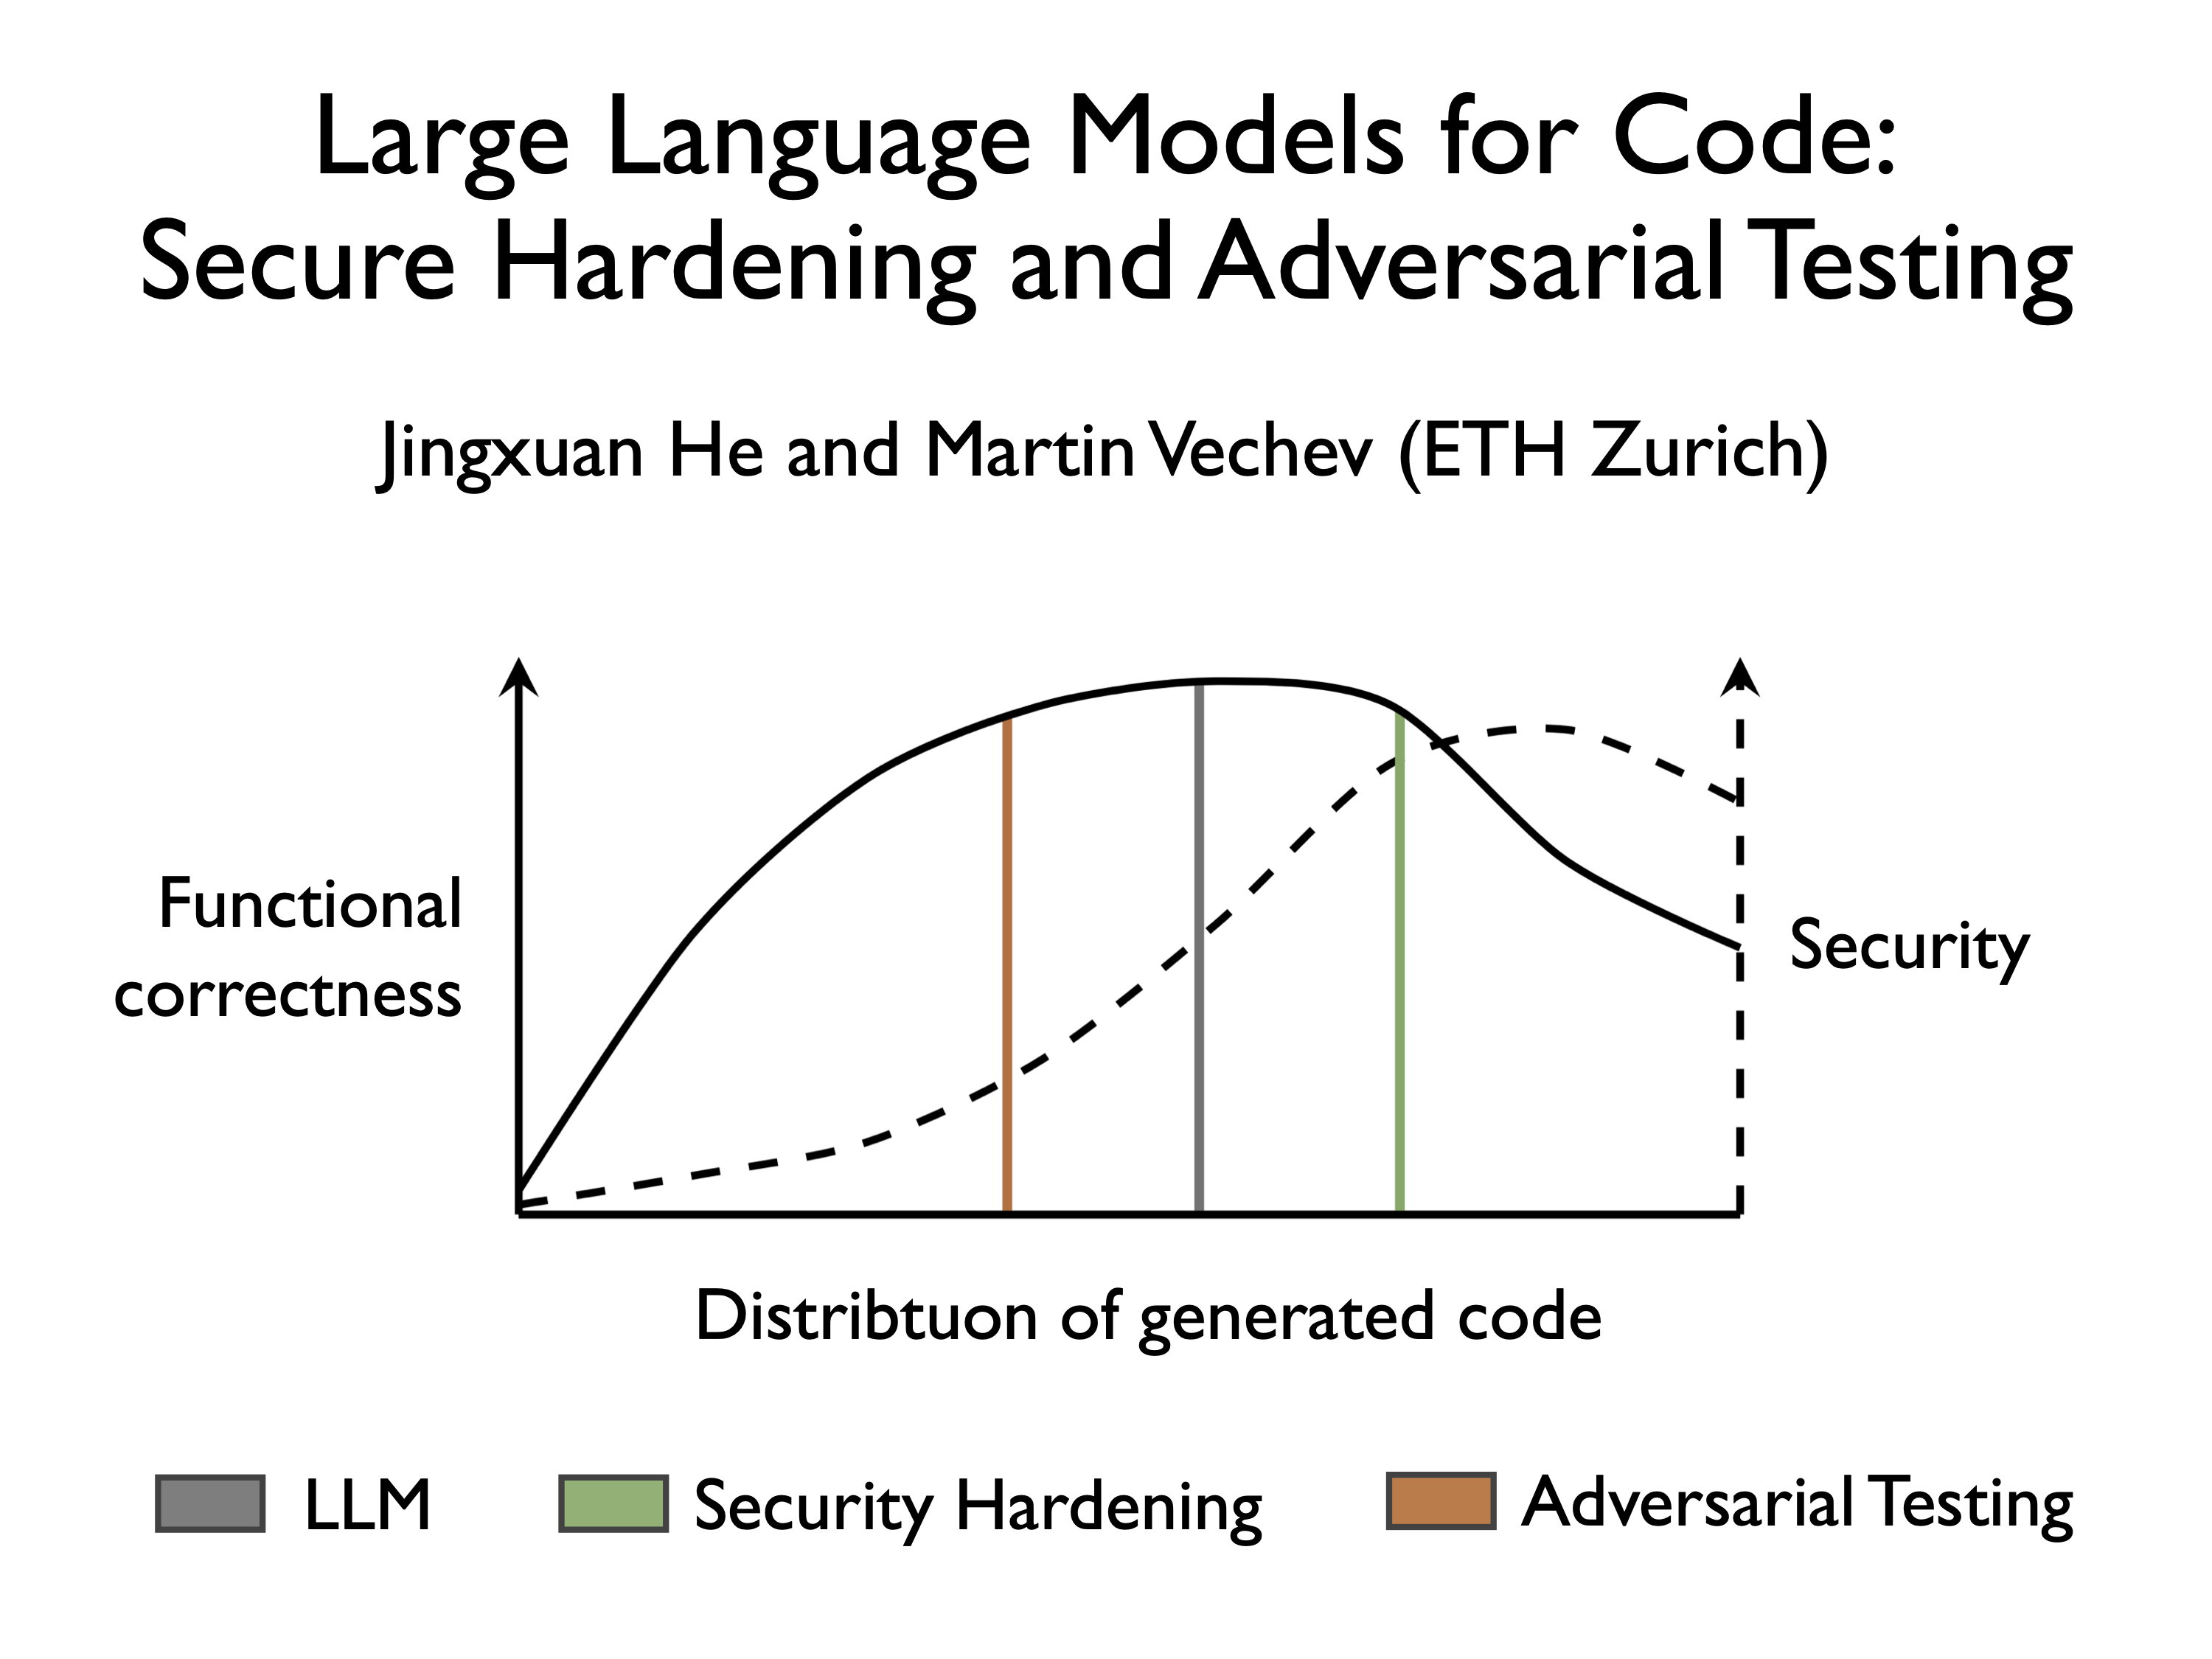 Large Language Models for Code:
Secure Hardening and Adversarial Testing
Jingxuan He and Martin Vechev (ETH Zurich)
Functional
correctness
Security
Distribtuon of generated code
LLM
Security Hardening
Adversarial Testing